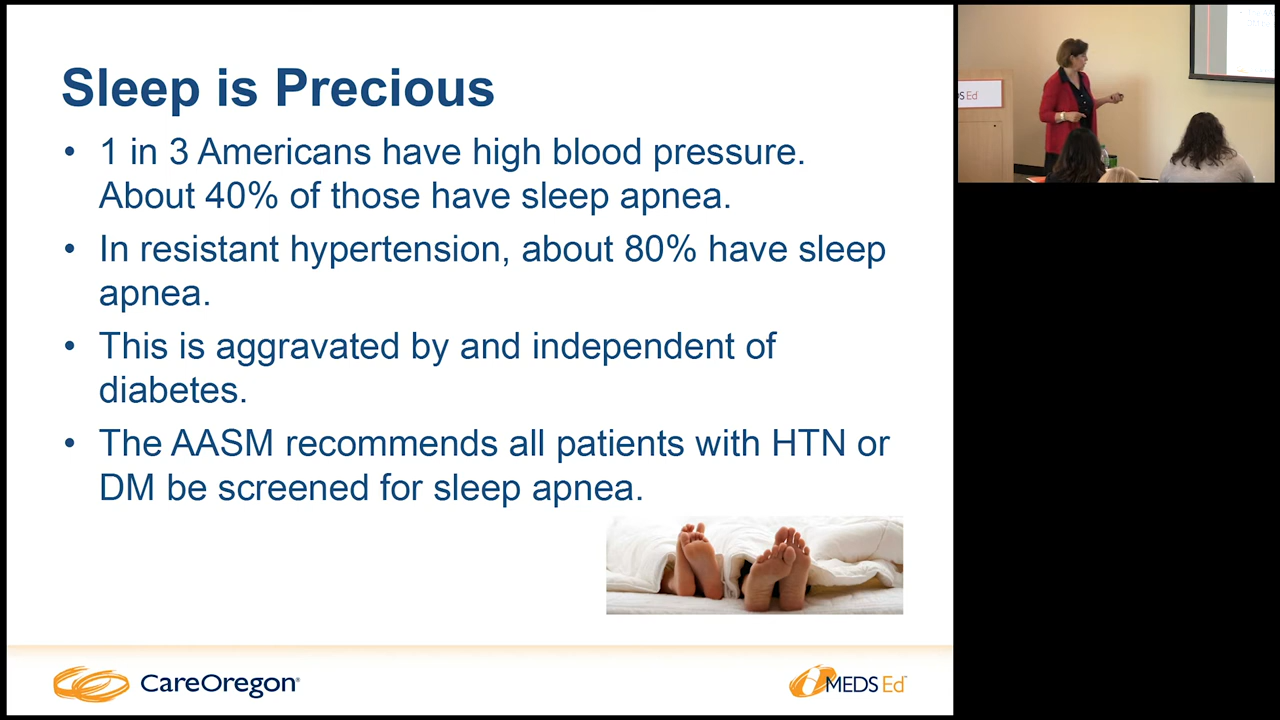 Sleep is Precious
• 1 in 3 Americans have high blood pressure.
About 40% of those have sleep apnea.
• In resistant hypertension, about 80% have sleep
apnea.
• This is aggravated by and independent of
diabetes.
• The AASM recommends all patients with HTN or
DM be screened for sleep apnea.
CareOregon®
MEDS Ed™
DS Ed